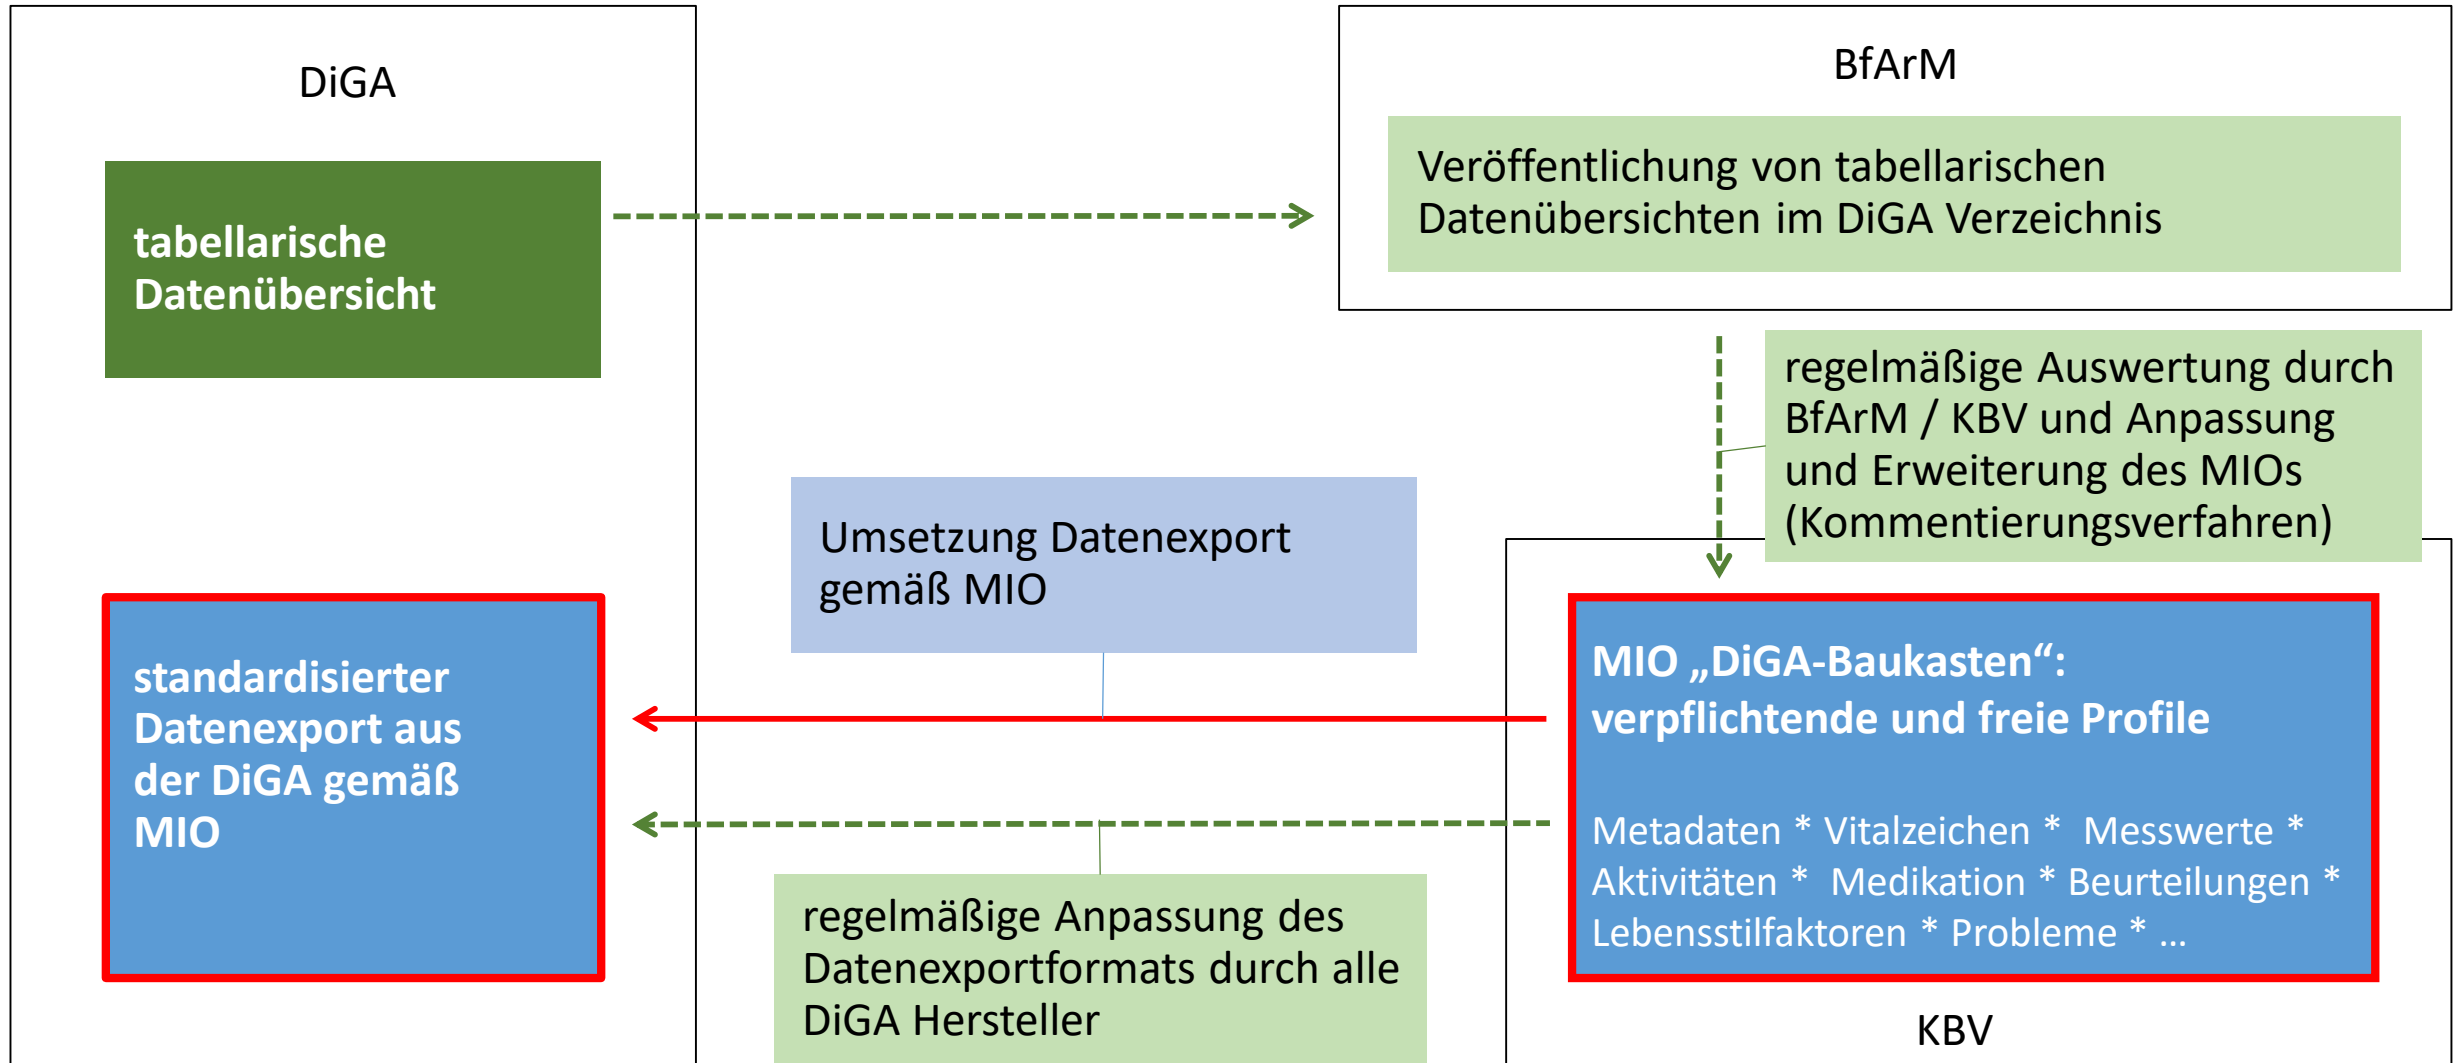 DiGA
tabellarische
Datenübersicht
BfArM
Veröffentlichung von tabellarischen
Datenübersichten im DiGA Verzeichnis
regelmäßige Auswertung durch
BfArM / KBV und Anpassung
und Erweiterung des MIOs
(Kommentierungsverfahren)
Umsetzung Datenexport
gemäß MIO
standardisierter
Datenexport aus
der DiGA gemäß
MIO
MIO „DiGA-Baukasten“:
verpflichtende und freie Profile
Metadaten * Vitalzeichen * Messwerte *
Aktivitäten * Medikation * Beurteilungen *
Lebensstilfaktoren * Probleme * …
regelmäßige Anpassung des
Datenexportformats durch alle
DiGA Hersteller
KBV